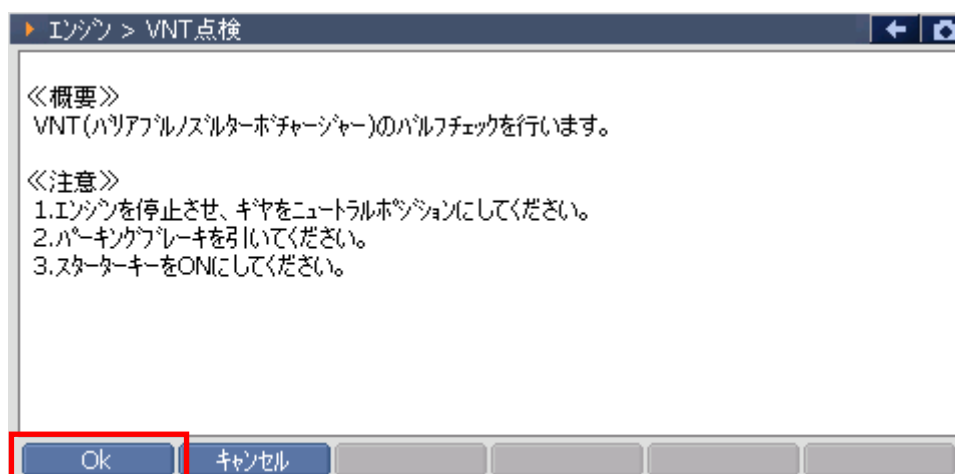 ｴﾝｼﾞﾝ > VNT点検
≪概要≫
VNT(ﾊﾞﾘｱﾌﾞﾙﾉｽﾞﾙﾀｰﾎﾞﾁｬｰｼﾞｬｰ)のﾊﾞﾙﾌﾞﾁｪｯｸを行います。
≪注意≫
1.ｴﾝｼﾞﾝを停止させ、ｷﾞﾔをﾆｭｰﾄﾗﾙﾎﾟｼﾞｼｮﾝにしてください。
2.ﾊﾟｰｷﾝｸﾞﾌﾞﾚｰｷを引いてください。
3.ｽﾀｰﾀｰｷｰをONにしてください。
Ok
ｷｬﾝｾﾙ